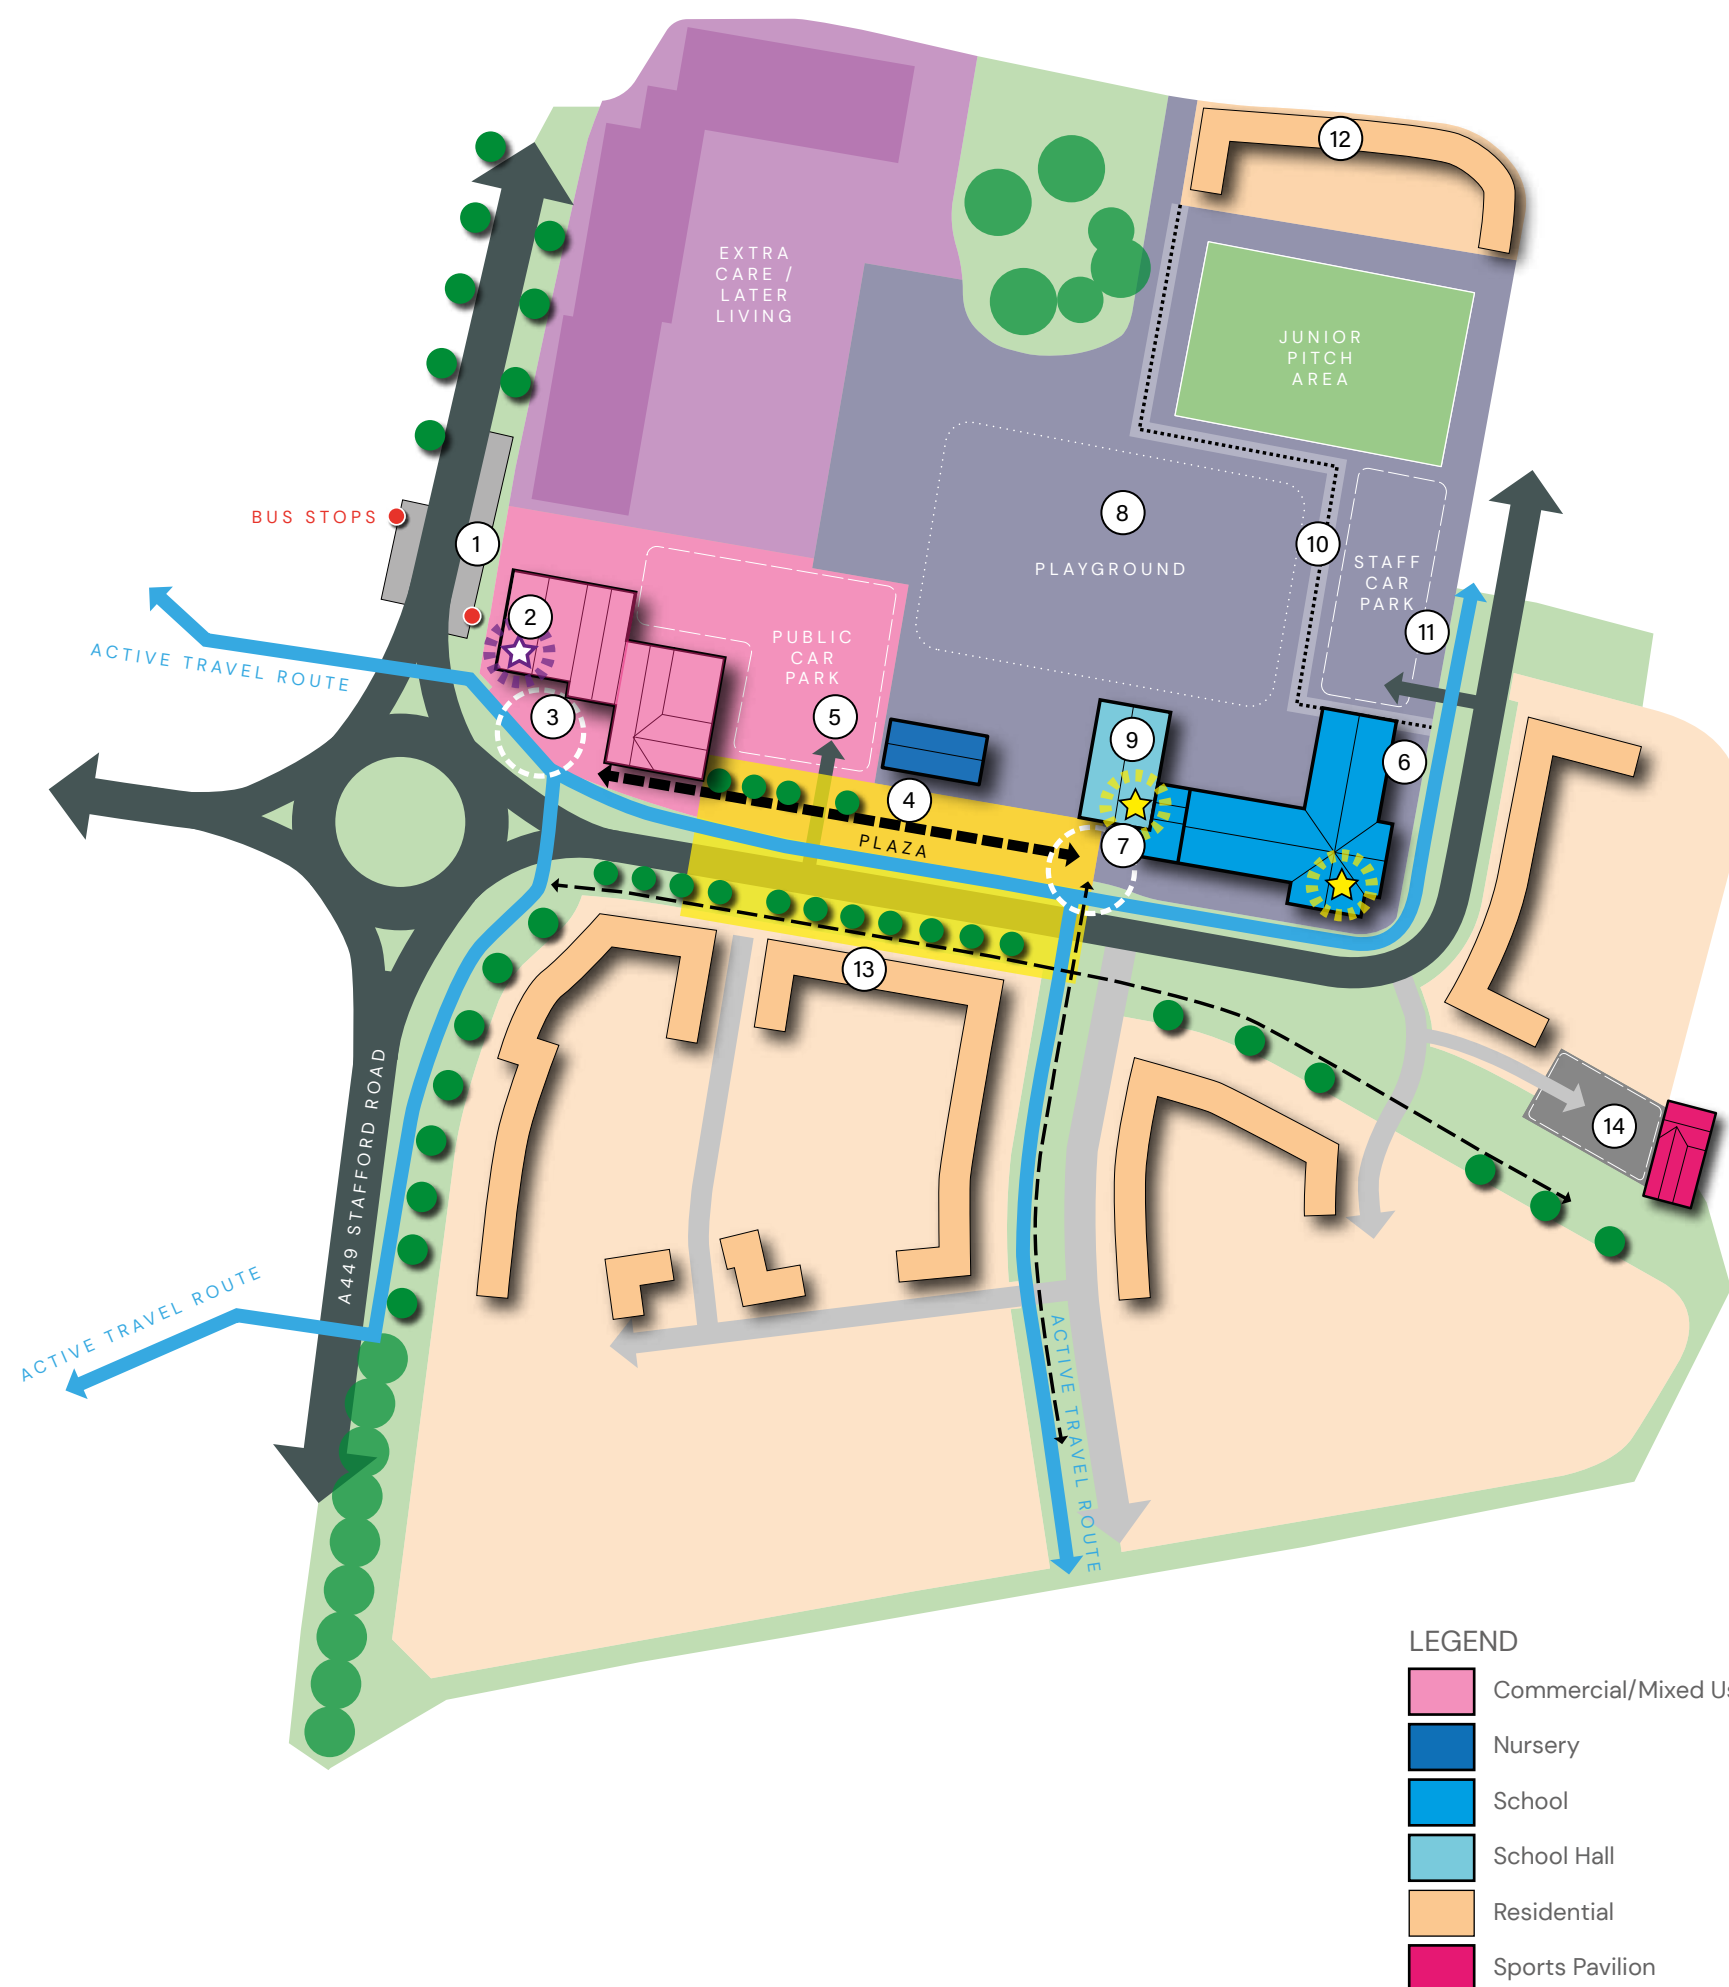 12
EXTRA
CARE /
LATER
LIVING
JUNIOR
PITCH
AREA
8
BUS STOPS
1
10
PLAYGROUND
STAFF
CAR
PARK
2
11
ACTIVE TRAVEL ROUTE
PUBLIC
CAR
PARK
3
5
9
6
4
PLAZA
7
13
A449 STAFFORD ROAD
14
ACTIVE TRAVEL ROUTE
ACTIVE TRAVEL ROUTE
LEGEND
Commercial/Mixed Us
Nursery
School
School Hall
Residential
Sports Pavilion